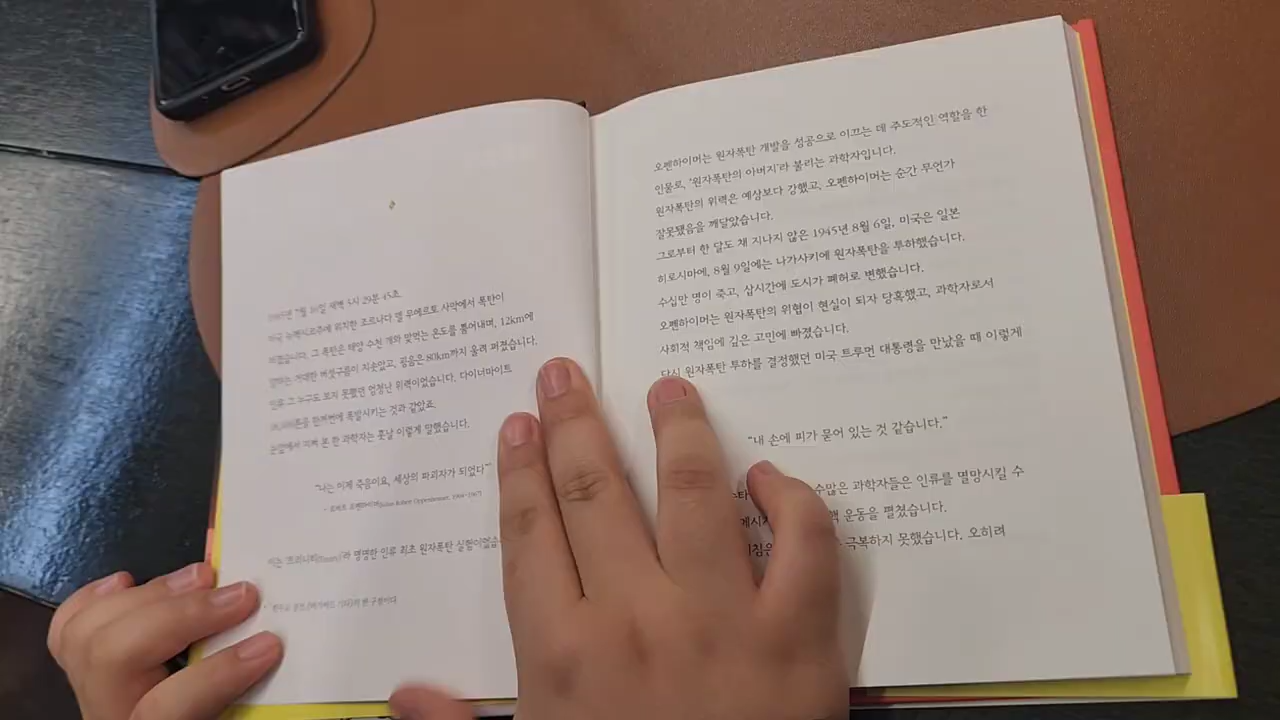 1945년 7월 16일 새벽 5시 29분 45초.
미국 뉴멕시코주에 위치한 조르나다 델 무에르토 사막에서 폭탄이
터졌습니다. 그 폭탄은 태양 수천 개와 맞먹는 온도를 뿜어내며, 12km에
달하는 거대한 버섯구름이 치솟았고, 굉음은 80km까지 울려 퍼졌습니다.
인류 그 누구도 보지 못했던 엄청난 위력이었습니다. 다이너마이트
한꺼번에 폭발시키는 것과 같았죠.
눈앞에서 지켜 본 한 과학자는 훗날 이렇게 말했습니다.
“나는 이제 죽음이요, 세상의 파괴자가 되었다”*
이는 ‘트리니티(Trinity)’라 명명한 인류 최초 원자폭탄 실험이었습
오펜하이머는 원자폭탄 개발을 성공으로 이끄는 데 주도적인 역할을 한
인물로, ‘원자폭탄의 아버지’라 불리는 과학자입니다.
원자폭탄의 위력은 예상보다 강했고, 오펜하이머는 순간 무언가
잘못됐음을 깨달았습니다.
그로부터 한 달도 채 지나지 않은 1945년 8월 6일, 미국은 일본
히로시마에, 8월 9일에는 나가사키에 원자폭탄을 투하했습니다.
수십만 명이 죽고, 삽시간에 도시가 폐허로 변했습니다.
오펜하이머는 원자폭탄의 위협이 현실이 되자 당혹했고, 과학자로서
사회적 책임에 깊은 고민에 빠졌습니다.
당시 원자폭탄 투하를 결정했던 미국 트루먼 대통령을 만났을 때 이렇게
“내 손에 피가 묻어 있는 것 같습니다.”
수많은 과학자들은 인류를 멸망시킬 수
핵 운동을 펼쳤습니다.
극복하지 못했습니다. 오히려